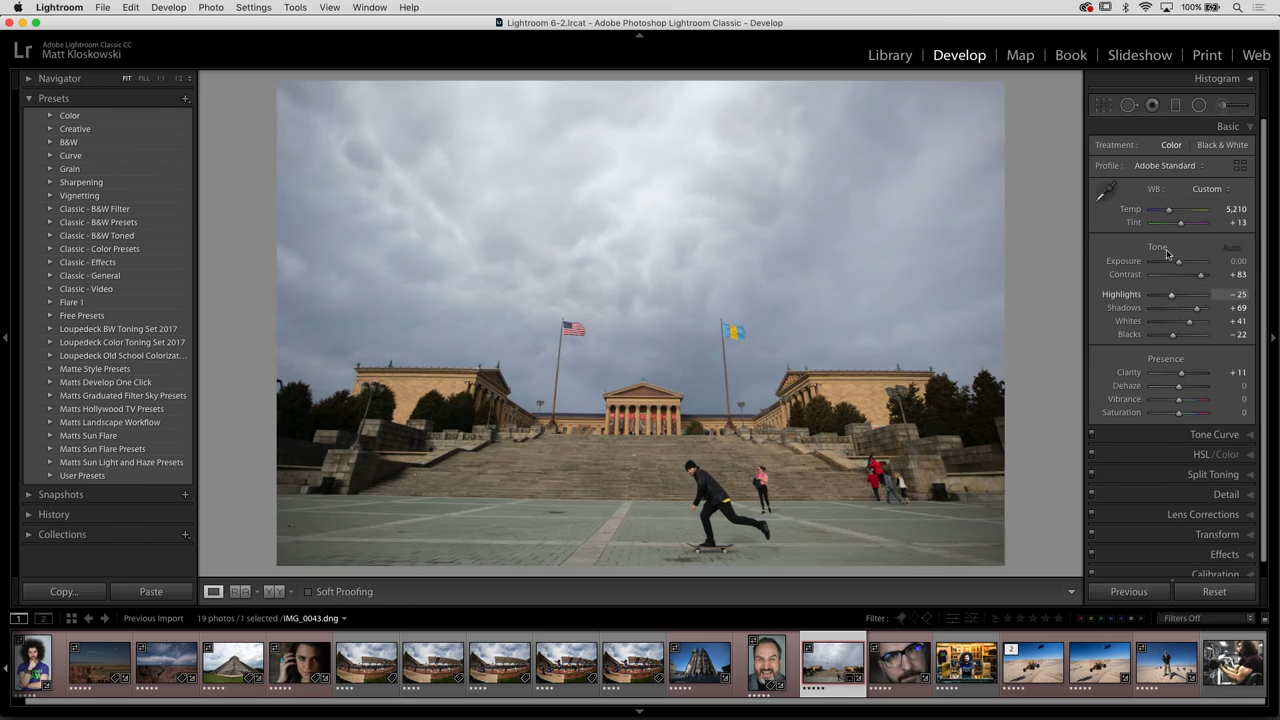 Lightroom File Edit Develop Photo Settings Tools View Window Help 100%
Lightroom 6-2.lrcat - Adobe Photoshop Lightroom Classic - Develop
Lr Adobe Lightroom Classic CC
Matt Kloskowski
Library Develop Map Book Slideshow Print Web
Navigator FIT FILL 1:1 1:2
Presets
Color
Creative
B&W
Curve
Grain
Sharpening
Vignetting
Classic - B&W Filter
Classic - B&W Presets
Classic - B&W Toned
Classic - Color Presets
Classic - Effects
Classic - General
Classic - Video
Flare 1
Free Presets
Loupedeck BW Toning Set 2017
Loupedeck Color Toning Set 2017
Loupedeck Old School Colorizat...
Matte Style Presets
Matts Develop One Click
Matts Graduated Filter Sky Presets
Matts Hollywood TV Presets
Matts Landscape Workflow
Matts Sun Flare
Matts Sun Flare Presets
Matts Sun Light and Haze Presets
User Presets
Snapshots
History
Collections
Copy... Paste
Soft Proofing
Histogram
Basic
Treatment : Color Black & White
Profile : Adobe Standard
WB : Custom
Temp 5,210
Tint + 13
Tone Auto
Exposure 0.00
Contrast + 83
Highlights – 25
Shadows + 69
Whites + 41
Blacks – 22
Presence
Clarity + 11
Dehaze 0
Vibrance 0
Saturation 0
Tone Curve
HSL / Color
Split Toning
Detail
Lens Corrections
Transform
Effects
Calibration
Previous Reset
1 2 Previous Import 19 photos / 1 selected / IMG_0043.dng Filter : Filters Off
2